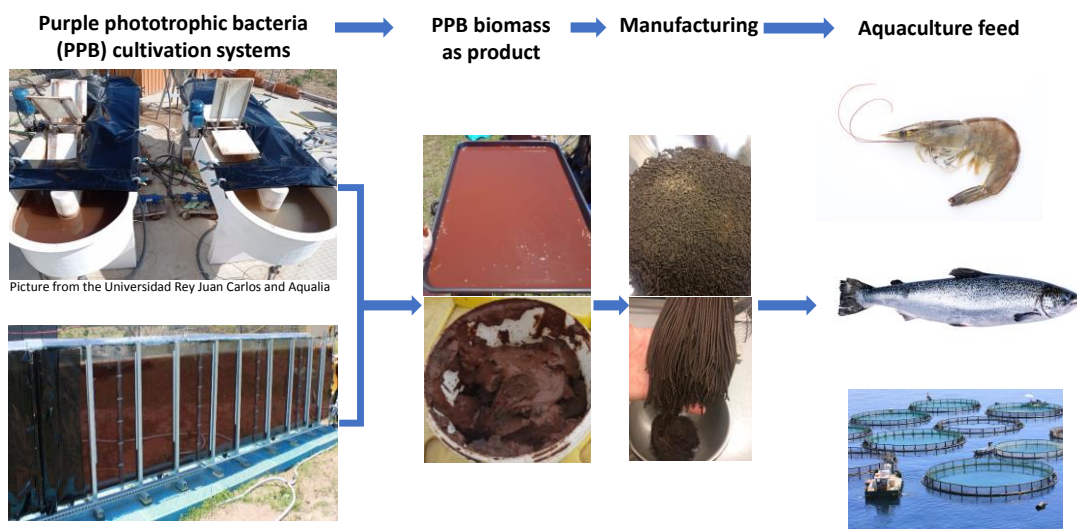 Purple phototrophic bacteria
(PPB) cultivation systems
PPB biomass
as product
Manufacturing
Aquaculture feed
Picture from the Universidad Rey Juan Carlos and Aqualia